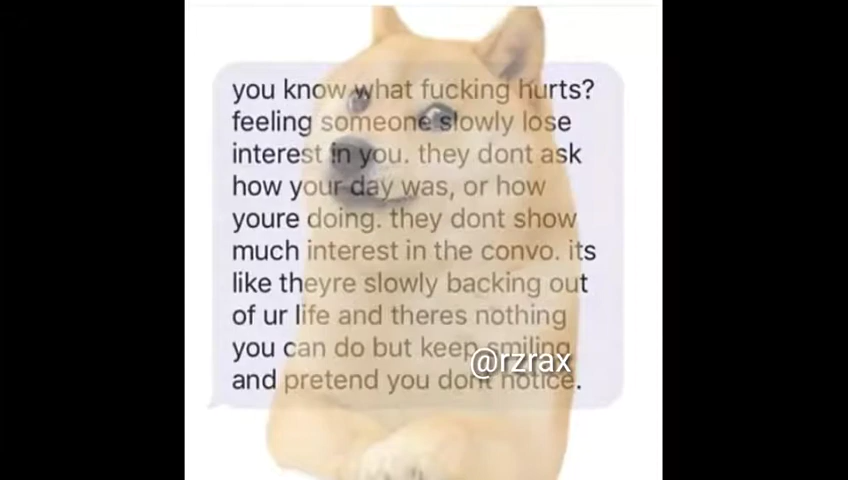 you know what fucking hurts?
feeling someone slowly lose
interest in you. they dont ask
how your day was, or how
youre doing. they dont show
much interest in the convo. its
like theyre slowly backing out
of ur life and theres nothing
you can do but keep smiling
@rzrax
and pretend you dont notice.